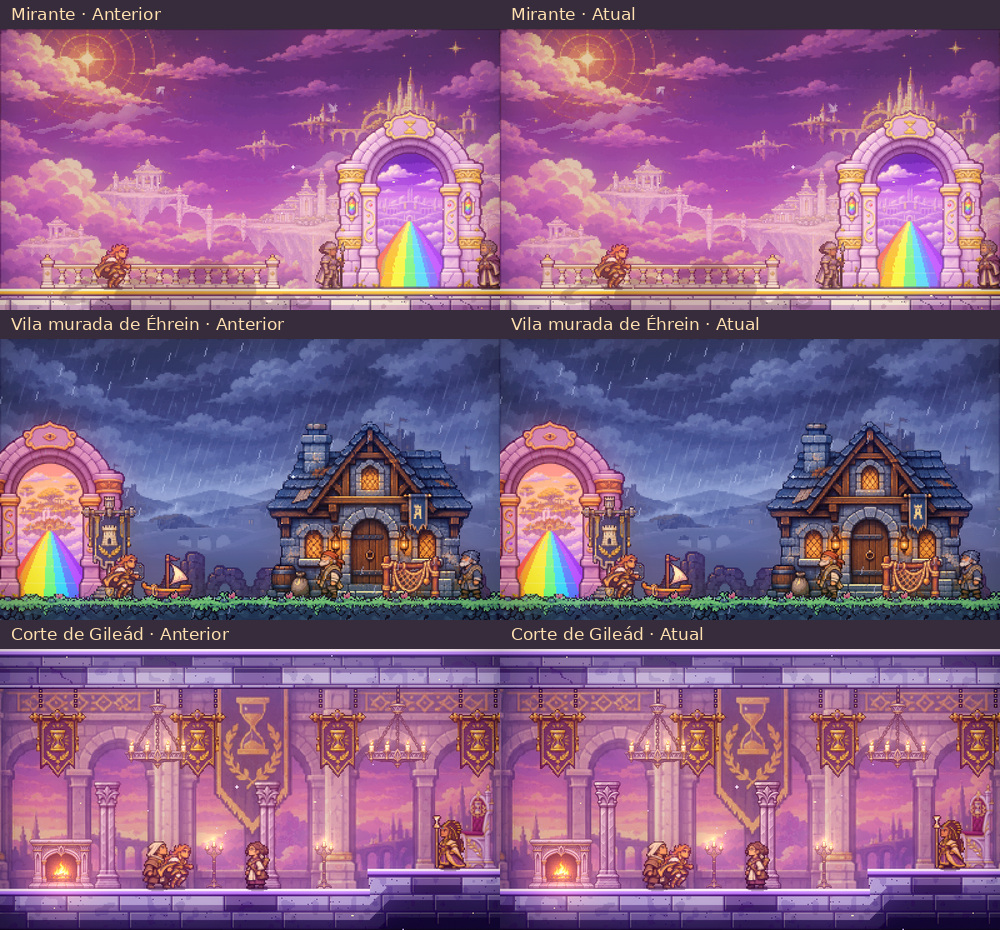 Mirante · Anterior
Mirante · Atual
Vila murada de Éhrein · Anterior
Vila murada de Éhrein · Atual
Corte de Gileád · Anterior
Corte de Gileád · Atual